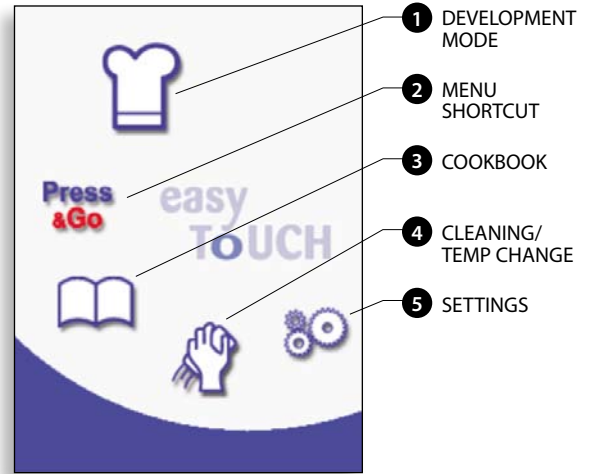 1 DEVELOPMENT
MODE
2 MENU
SHORTCUT
3 COOKBOOK
4 CLEANING/
TEMP CHANGE
5 SETTINGS
Press
&Go
easy
ToUCH